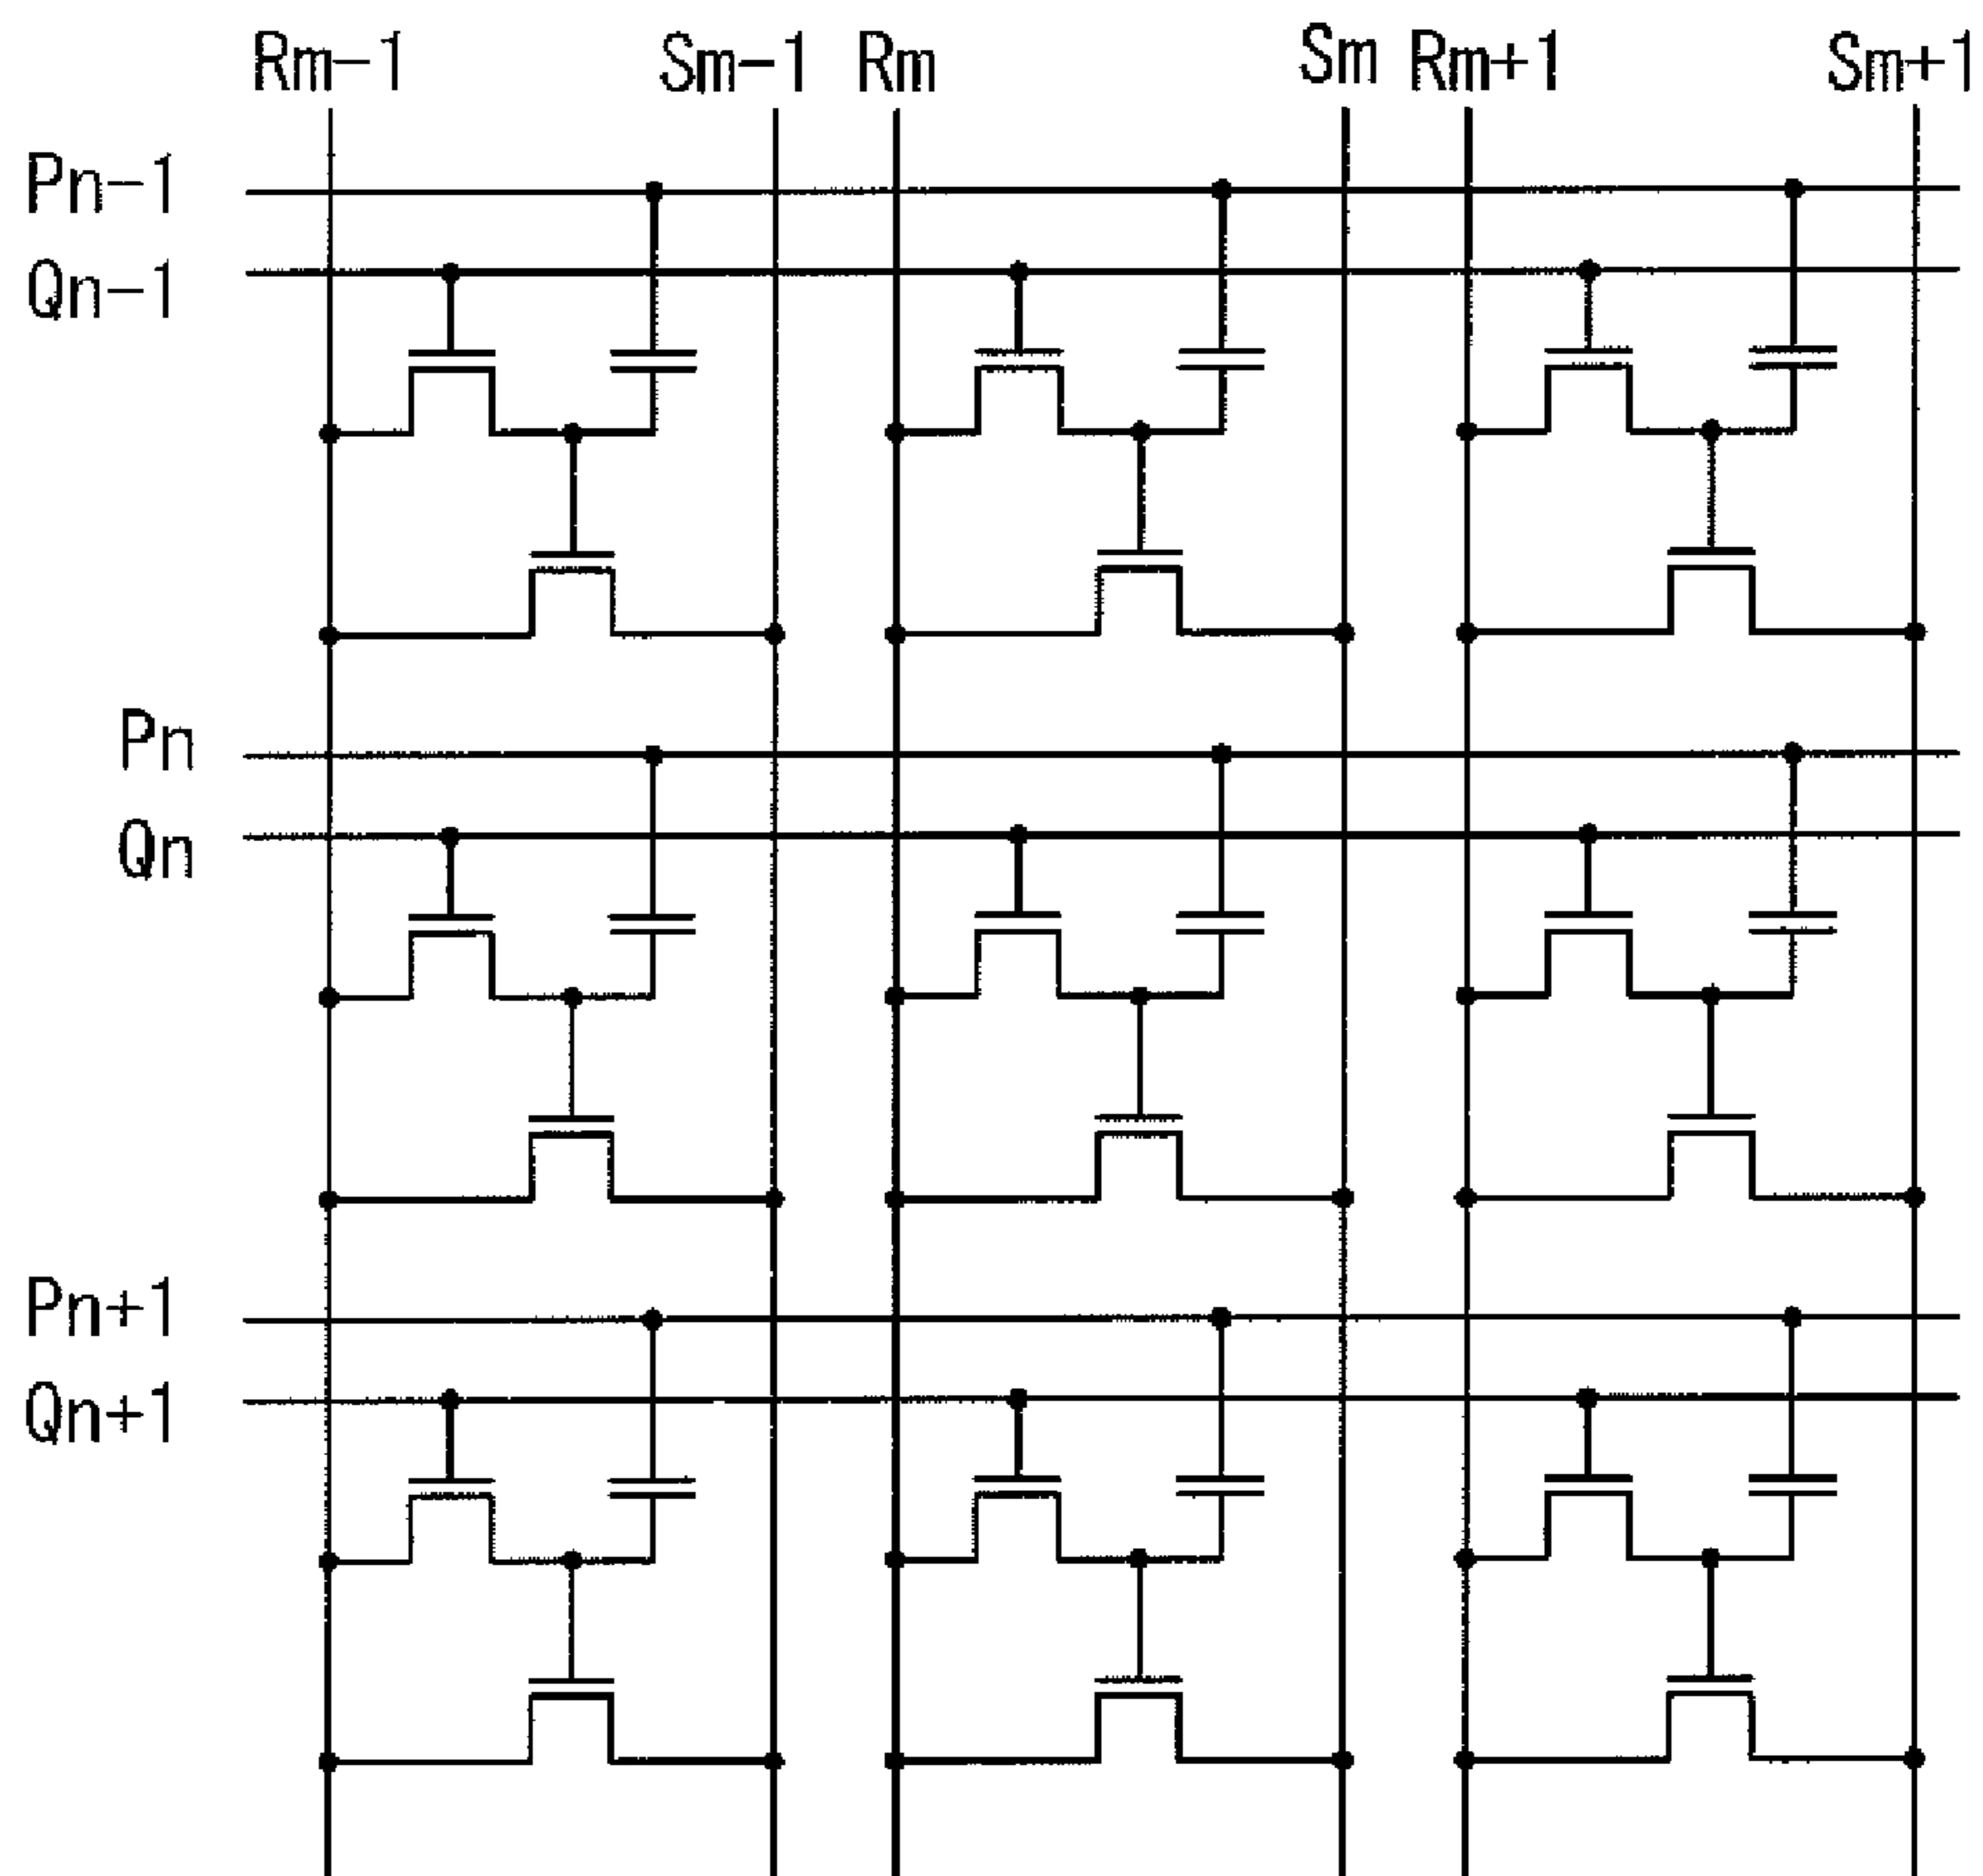 Rm-1 Sm-1 Rm Sm Rm+1 Sm+1
Pn-1
Qn-1
Pn
Qn
Pn+1
Qn+1